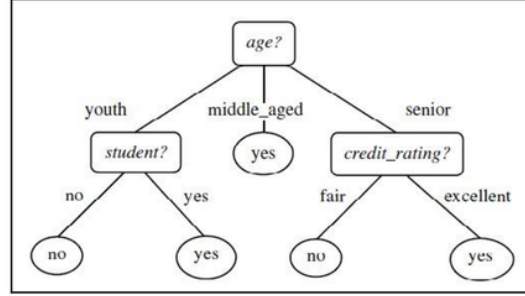 age?
youth middle_aged senior
student? yes credit_rating?
no yes fair excellent
no yes no yes